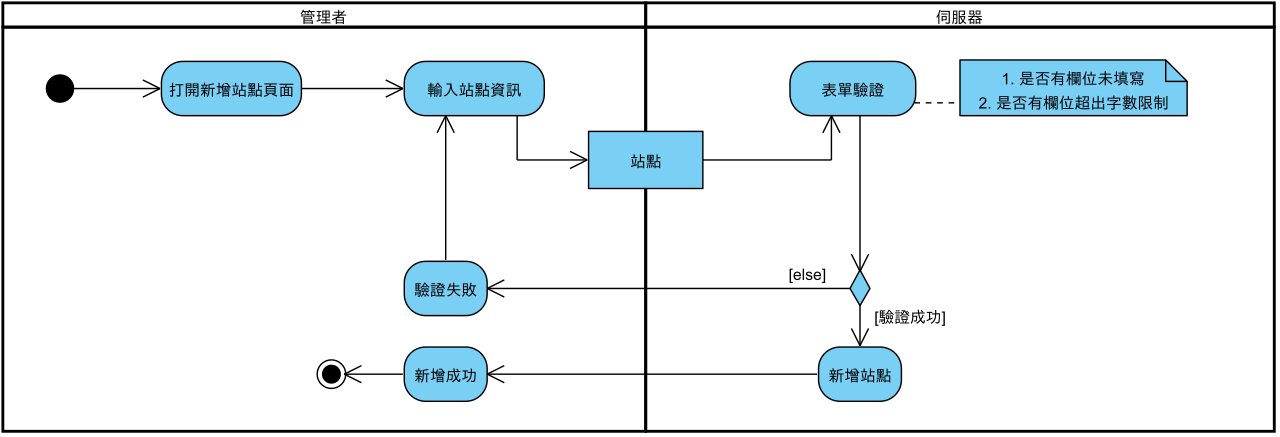 管理者
伺服器
打開新增站點頁面
輸入站點資訊
表單驗證
1. 是否有欄位未填寫
2. 是否有欄位超出字數限制
站點
[else]
驗證失敗
[驗證成功]
新增成功
新增站點